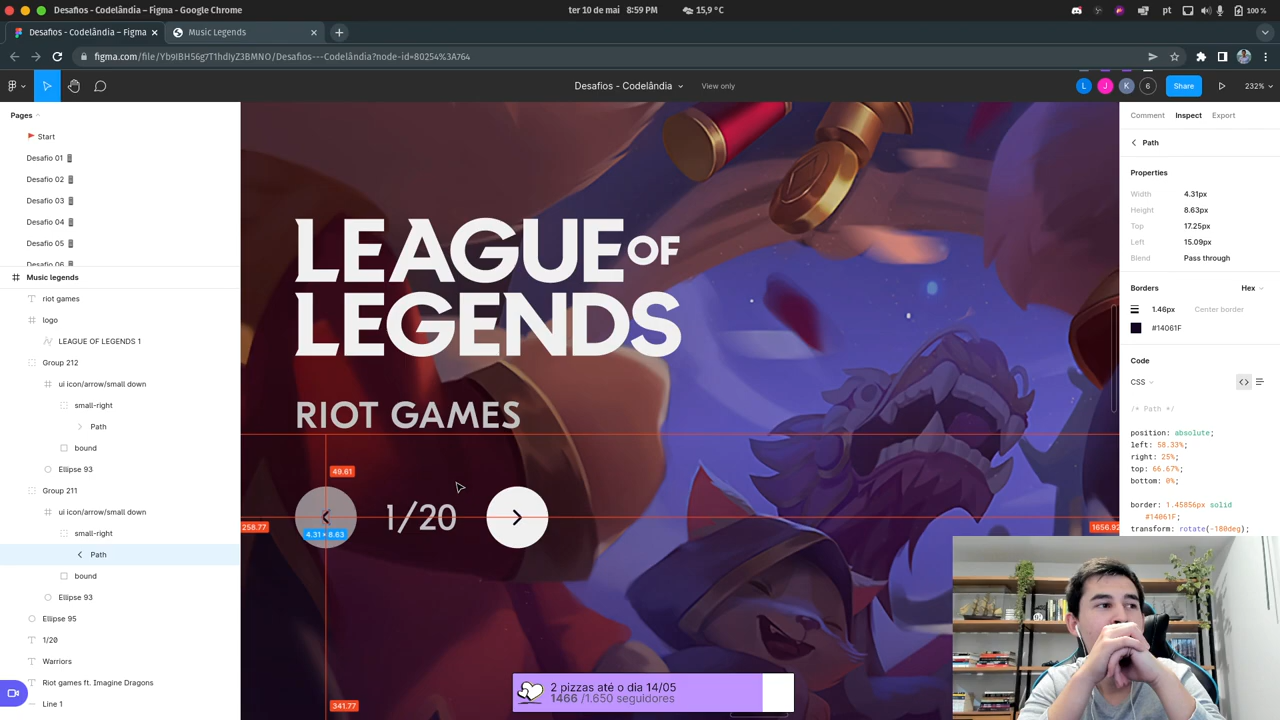 Desafios - Codelândia – Figma - Google Chrome
ter 10 de mai 8:59 PM
15,9 °C
100 %
Desafios - Codelândia – Figma
Music Legends
figma.com/file/Yb9IBH56g7T1hdIyZ3BMNO/Desafios---Codelândia?node-id=80254%3A764
Desafios - Codelândia
View only
L
J
K
6
Share
232%
Pages
Start
Desafio 01
Desafio 02
Desafio 03
Desafio 04
Desafio 05
Desafio 06
Music legends
riot games
logo
LEAGUE OF LEGENDS 1
Group 212
ui icon/arrow/small down
small-right
Path
bound
Ellipse 93
Group 211
ui icon/arrow/small down
small-right
Path
bound
Ellipse 93
Ellipse 95
1/20
Warriors
Riot games ft. Imagine Dragons
Line 1
LEAGUE OF
LEGENDS
RIOT GAMES
49.61
1/20
258.77
4.31 × 8.63
1656.92
341.77
2 pizzas até o dia 14/05
1466 /1.650 seguidores
Comment
Inspect
Export
Path
Properties
Width 4.31px
Height 8.63px
Top 17.25px
Left 15.09px
Blend Pass through
Borders Hex
1.46px Center border
#14061F
Code
CSS
/* Path */
position: absolute;
left: 58.33%;
right: 25%;
top: 66.67%;
bottom: 0%;
border: 1.45856px solid
#14061F;
transform: rotate(-180deg);